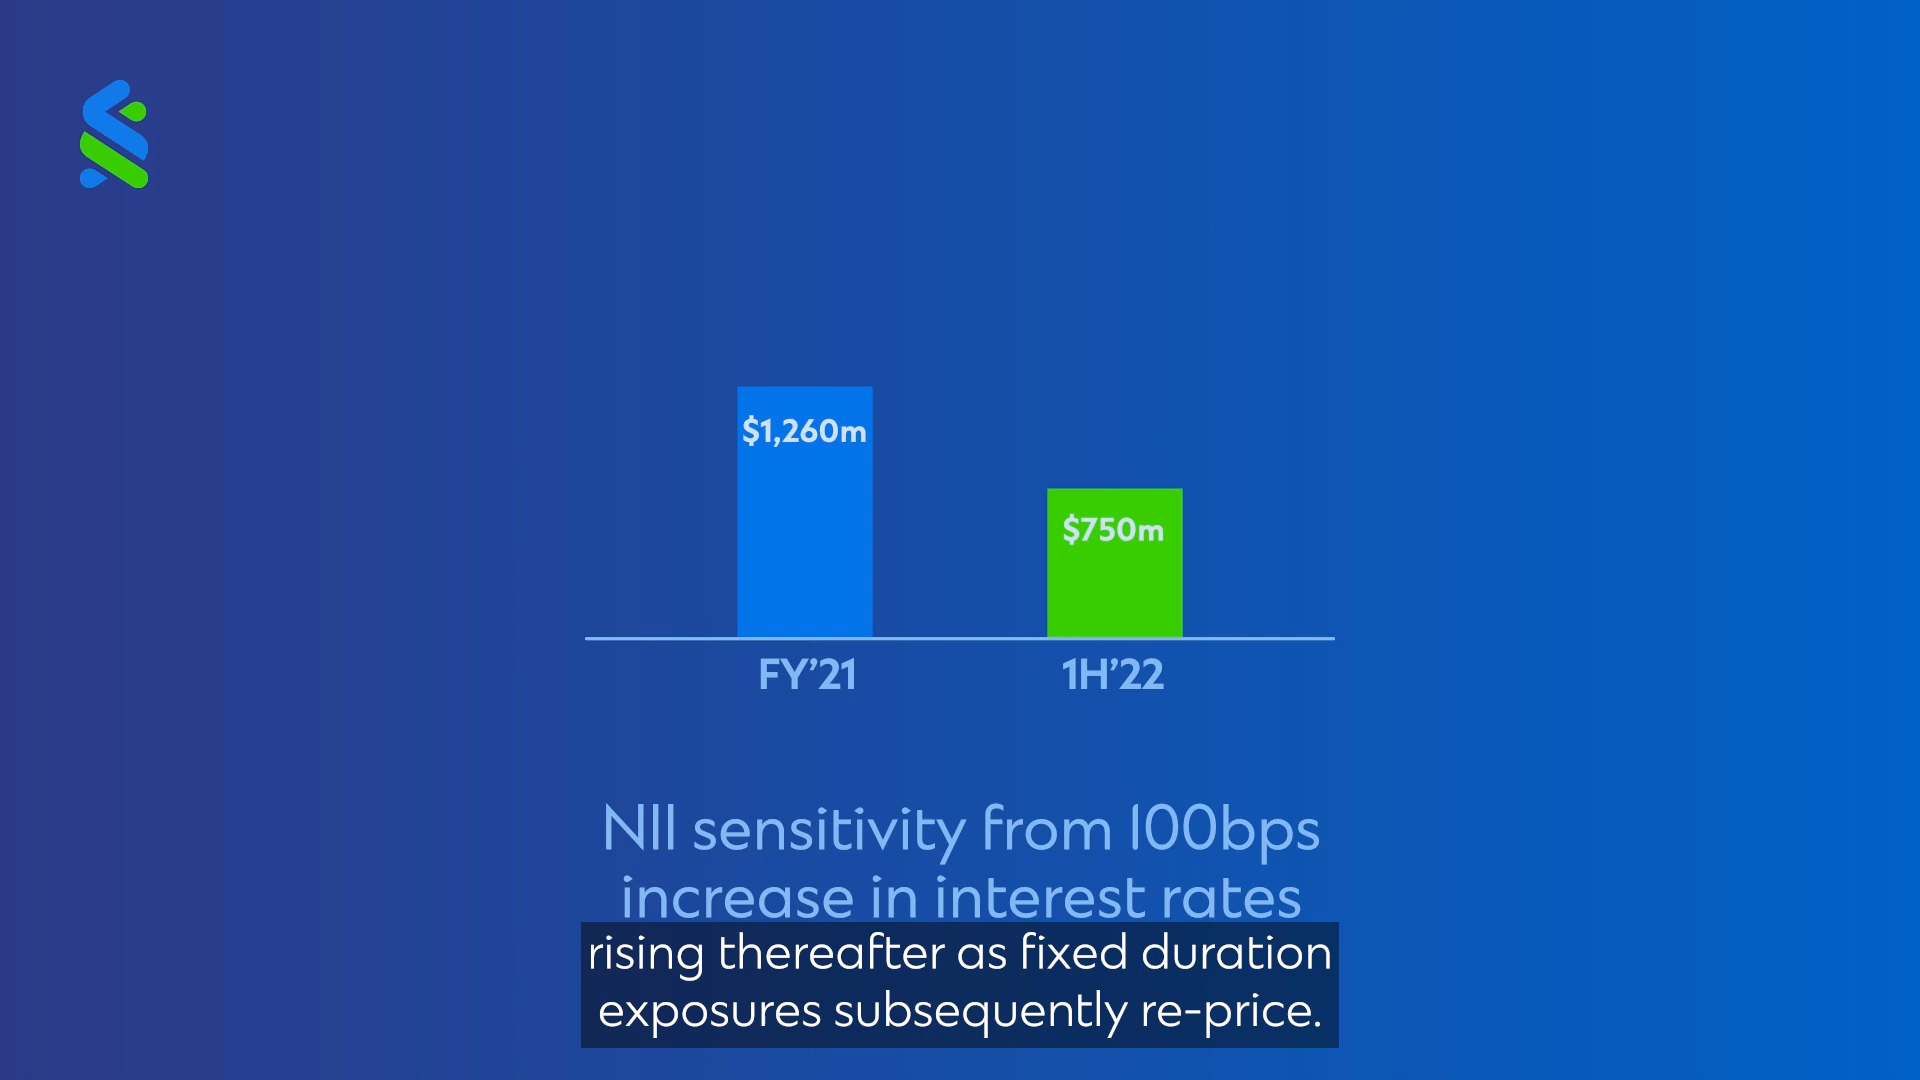 $1,260m
$750m
FY’21
1H’22
NII sensitivity from 100bps
increase in interest rates
rising thereafter as fixed duration
exposures subsequently re-price.